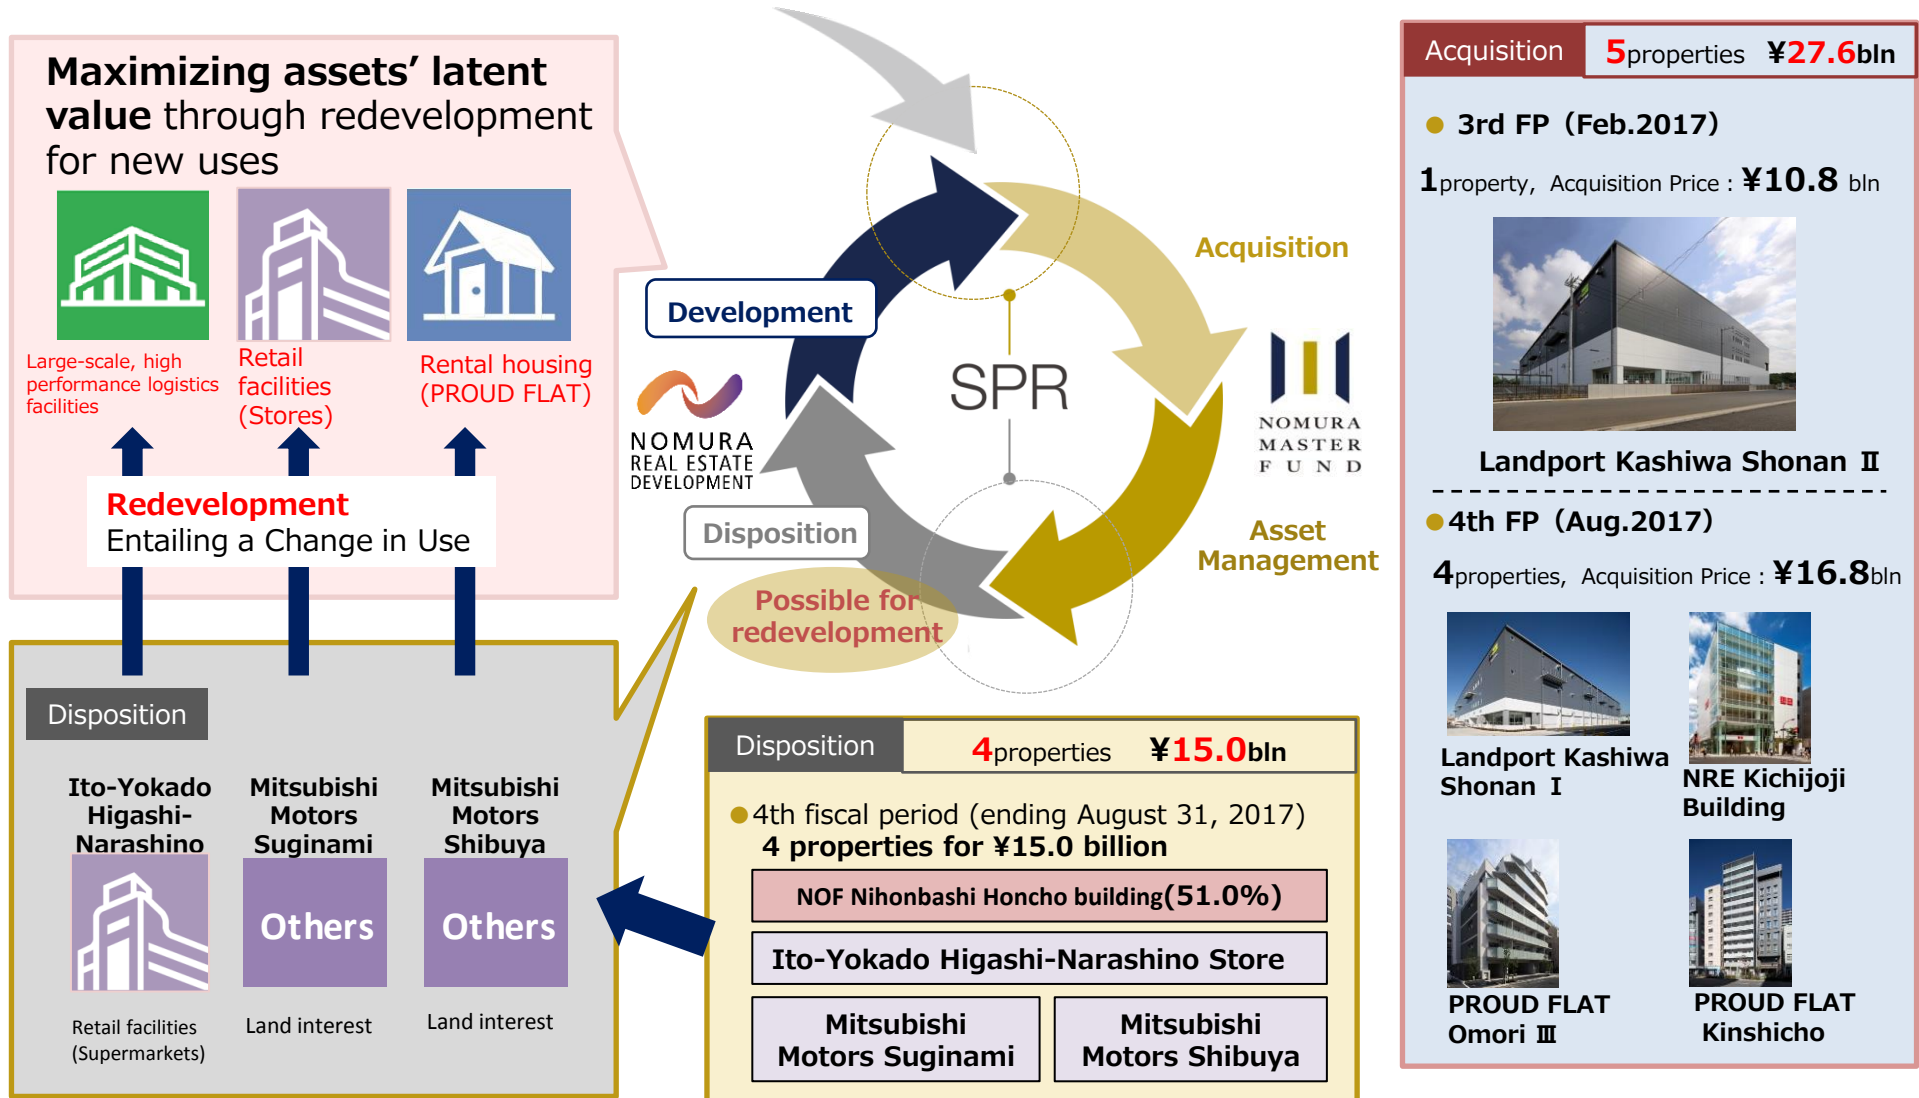 Maximizing assets’ latent
value through redevelopment
for new uses
Large-scale, high
performance logistics
facilities
Retail
facilities
(Stores)
Rental housing
(PROUD FLAT)
Redevelopment
Entailing a Change in Use
Disposition
Ito-Yokado
Higashi-
Narashino
Mitsubishi
Motors
Suginami
Mitsubishi
Motors
Shibuya
Others
Others
Retail facilities
(Supermarkets)
Land interest
Land interest
Development
Acquisition
SPR
NOMURA
REAL ESTATE
DEVELOPMENT
NOMURA
MASTER
FUND
Disposition
Asset
Management
Possible for
redevelopment
Disposition
4properties ¥15.0bln
●4th fiscal period (ending August 31, 2017)
4 properties for ¥15.0 billion
NOF Nihonbashi Honcho building(51.0%)
Ito-Yokado Higashi-Narashino Store
Mitsubishi
Motors Suginami
Mitsubishi
Motors Shibuya
Acquisition
5properties ¥27.6bln
● 3rd FP（Feb.2017）
1property, Acquisition Price : ¥10.8 bln
Landport Kashiwa Shonan Ⅱ
●4th FP（Aug.2017）
4properties, Acquisition Price : ¥16.8bln
Landport Kashiwa
Shonan Ⅰ
NRE Kichijoji
Building
PROUD FLAT
Omori Ⅲ
PROUD FLAT
Kinshicho